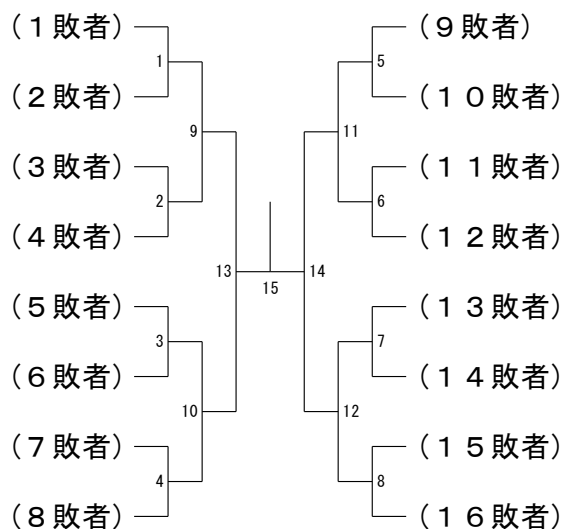 （１敗者）
（２敗者）
（３敗者）
（４敗者）
（５敗者）
（６敗者）
（７敗者）
（８敗者）
1
2
3
4
9
10
13
15
14
11
12
5
6
7
8
（９敗者）
（１０敗者）
（１１敗者）
（１２敗者）
（１３敗者）
（１４敗者）
（１５敗者）
（１６敗者）